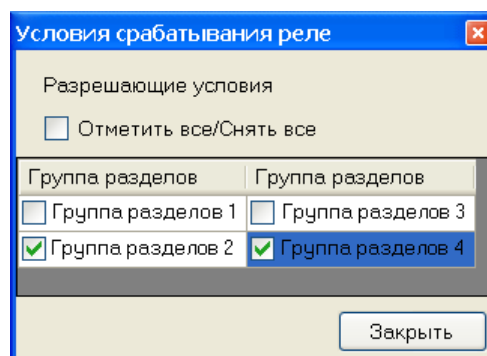 Условия срабатывания реле
Разрешающие условия
Отметить все/Снять все
Группа разделов Группа разделов
Группа разделов 1 Группа разделов 3
Группа разделов 2 Группа разделов 4
Закрыть